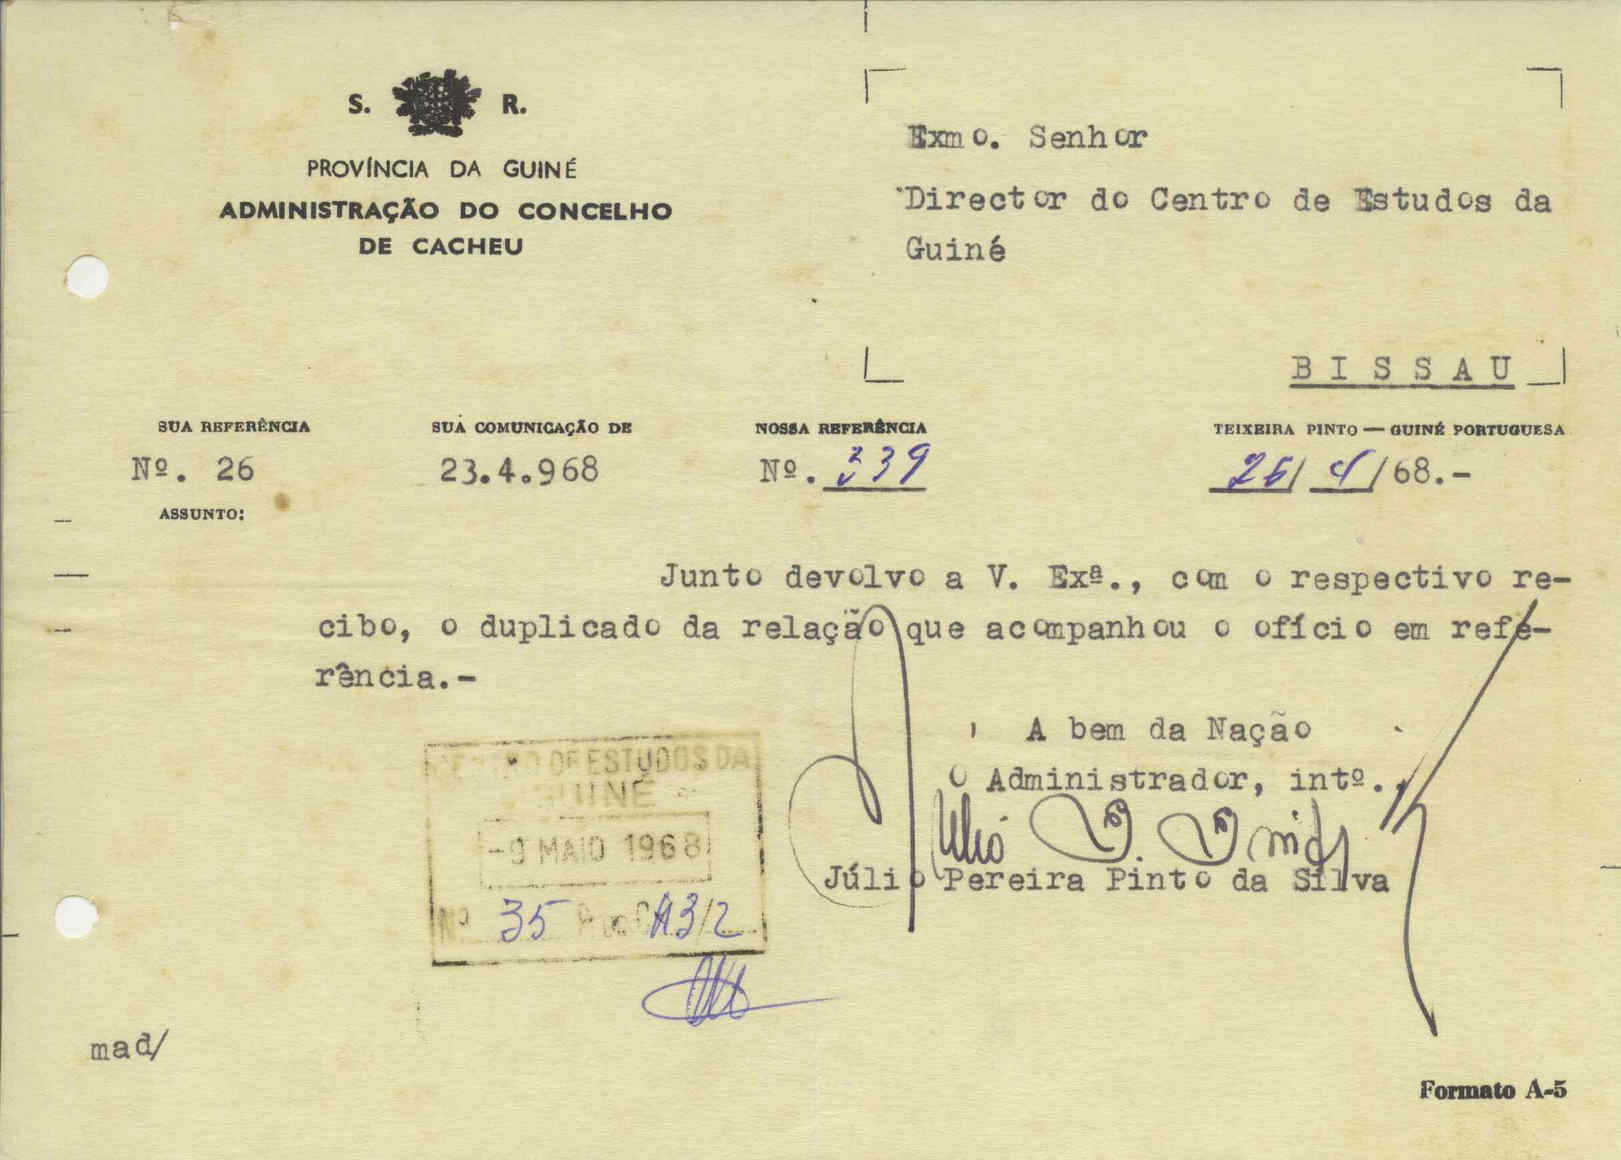 S. R.
PROVÍNCIA DA GUINÉ
ADMINISTRAÇÃO DO CONCELHO
DE CACHEU
Exmo. Senhor
Director do Centro de Estudos da
Guiné
BISSAU
SUA REFERÊNCIA SUA COMUNICAÇÃO DE NOSSA REFERÊNCIA TEIXEIRA PINTO — GUINÉ PORTUGUESA
Nº. 26 23.4.968 Nº. 339 26/4/68.-
ASSUNTO:
Junto devolvo a V. Exª., com o respectivo re-
cibo, o duplicado da relação que acompanhou o ofício em refe-
rência.-
A bem da Nação
O Administrador, intº.,
Júlio Pereira Pinto da Silva
CENTRO DE ESTUDOS DA
GUINÉ
-9 MAIO 1968
Nº 35 A3/2
mad/
Formato A-5